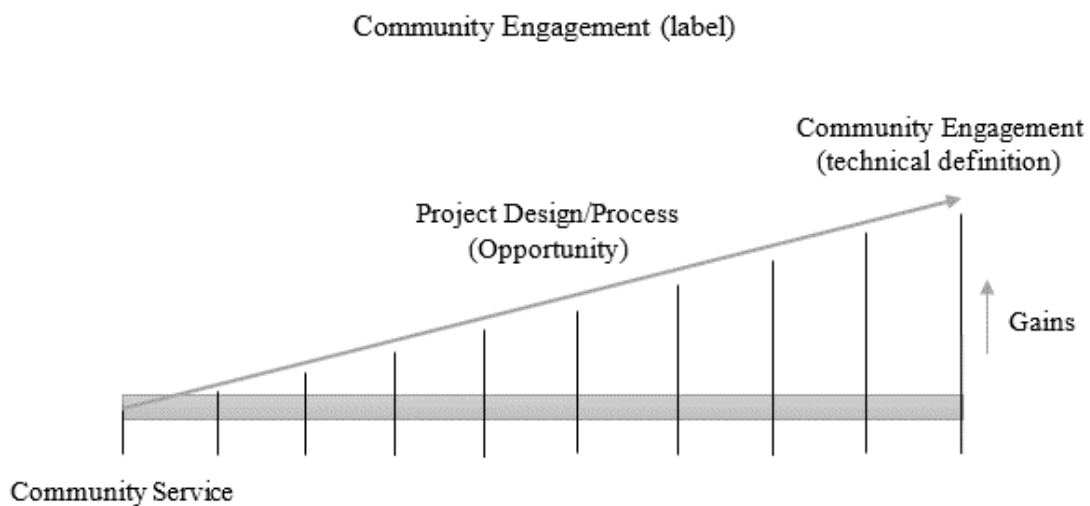 Community Engagement (label)
Community Engagement
(technical definition)
Project Design/Process
(Opportunity)
Gains
Community Service